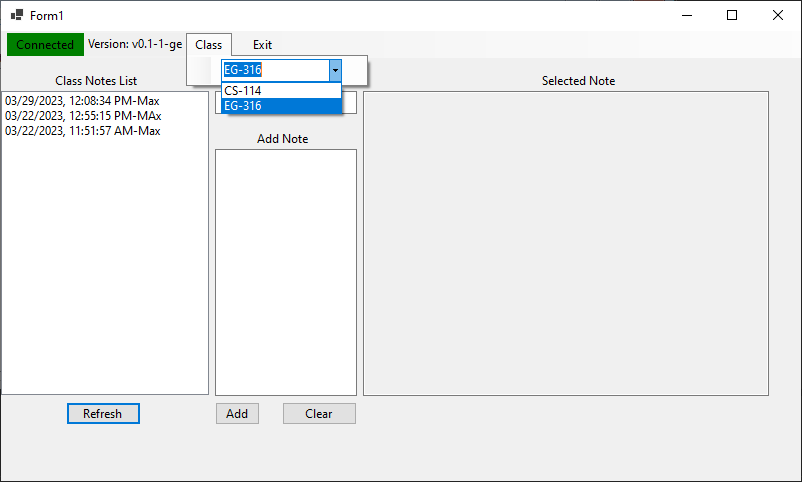 Form1
Connected Version: v0.1-1-ge Class Exit
EG-316
CS-114
EG-316
Class Notes List
03/29/2023, 12:08:34 PM-Max
03/22/2023, 12:55:15 PM-MAx
03/22/2023, 11:51:57 AM-Max
Refresh
Add Note
Add Clear
Selected Note